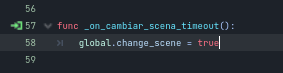 56
57 func _on_cambiar_scena_timeout():
58 global.change_scene = true
59